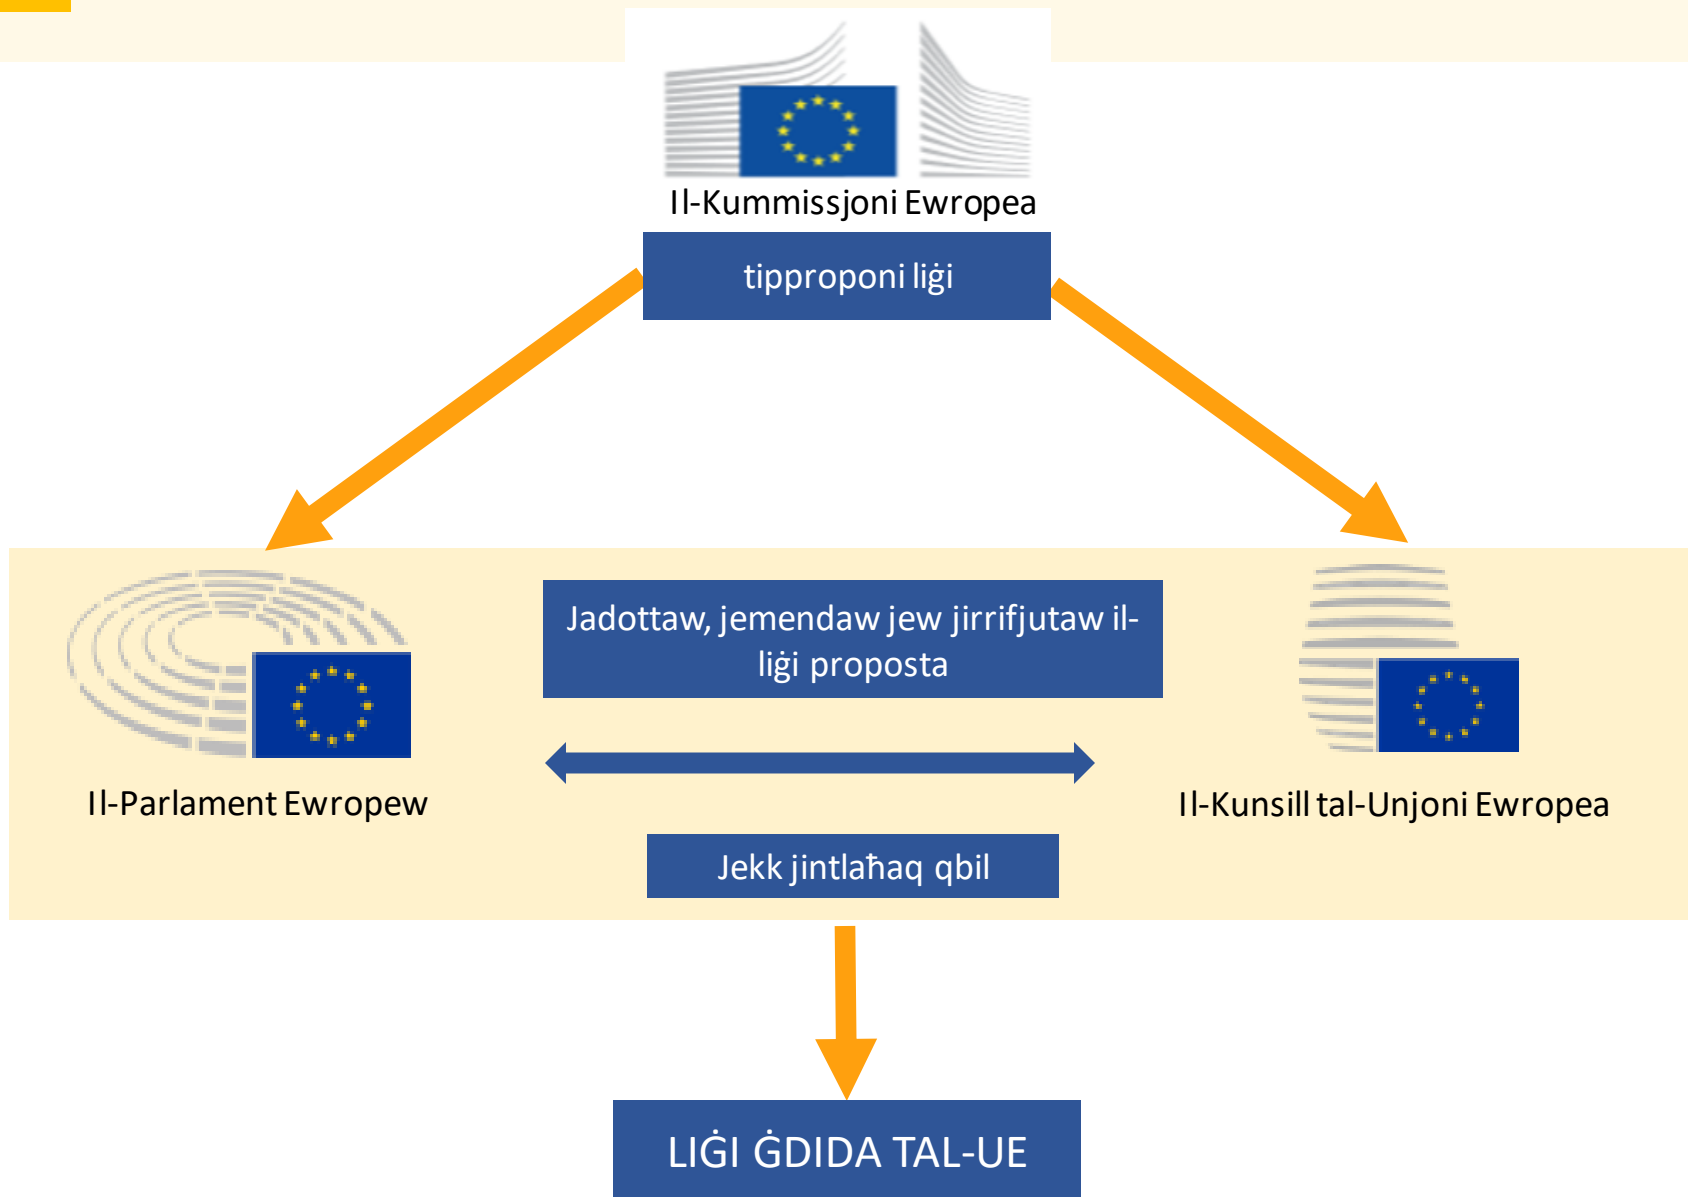 Il-Kummissjoni Ewropea
tipproponi liġi
Jadottaw, jemendaw jew jirrifjutaw il-
liġi proposta
Il-Parlament Ewropew
Il-Kunsill tal-Unjoni Ewropea
Jekk jintlaħaq qbil
LIĠI ĠDIDA TAL-UE